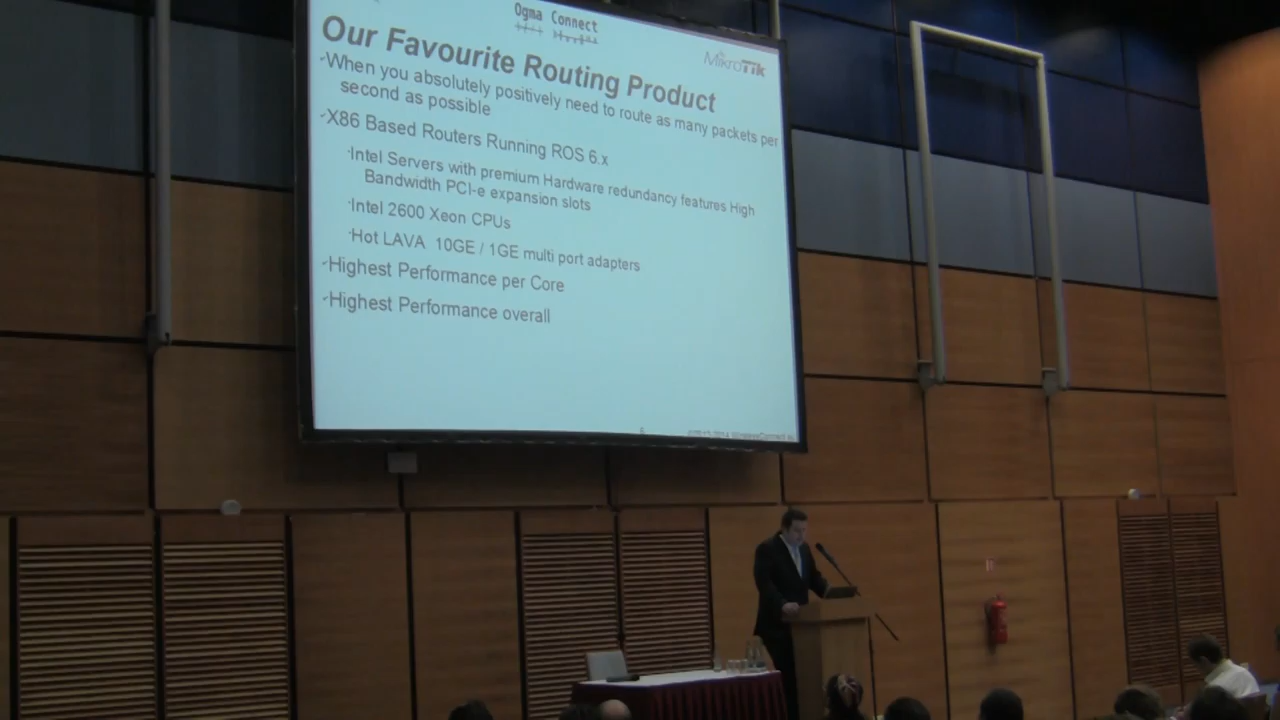 Ogma Connect
MikroTik
Our Favourite Routing Product
When you absolutely positively need to route as many packets per
second as possible
X86 Based Routers Running ROS 6.x
Intel Servers with premium Hardware redundancy features High
Bandwidth PCI-e expansion slots
Intel 2600 Xeon CPUs
Hot LAVA 10GE / 1GE multi port adapters
Highest Performance per Core
Highest Performance overall